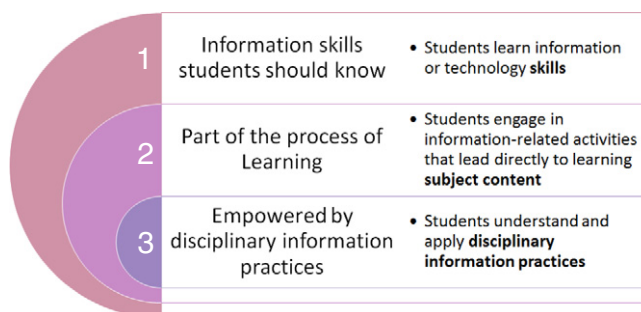 1
Information skills
students should know
• Students learn information
or technology skills
2
Part of the process of
Learning
• Students engage in
information-related activities
that lead directly to learning
subject content
3
Empowered by
disciplinary information
practices
• Students understand and
apply disciplinary
information practices